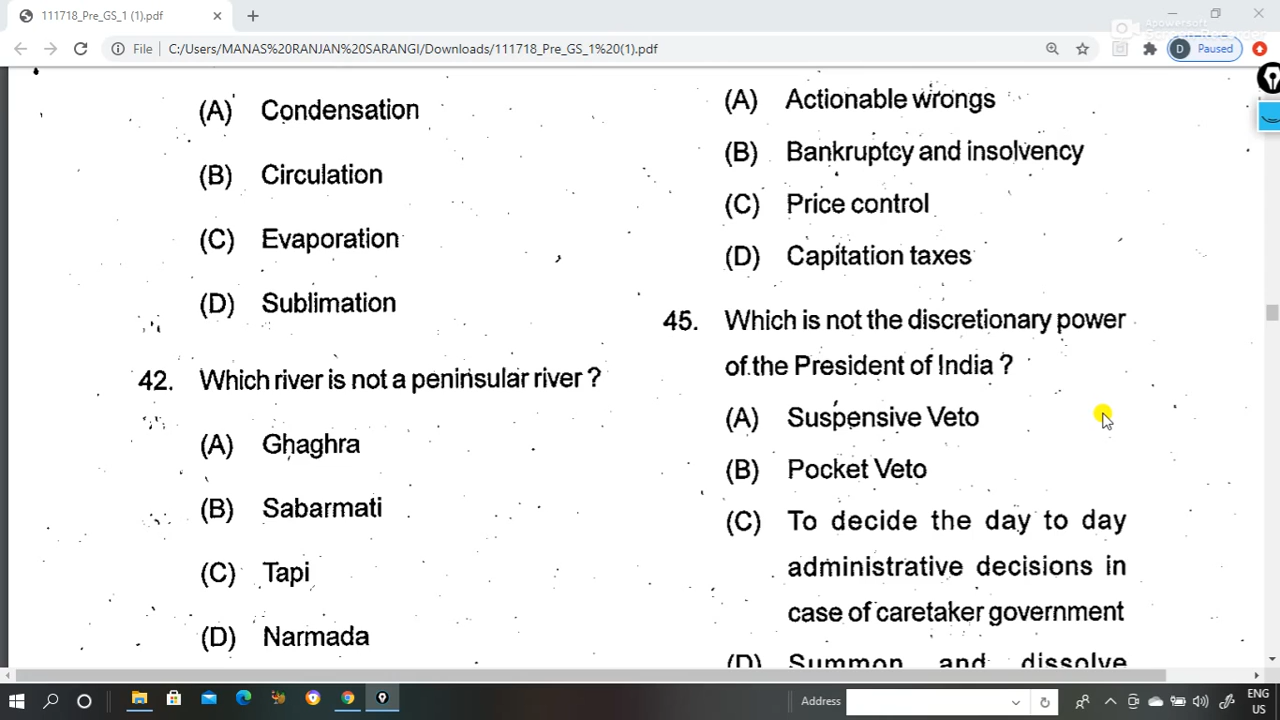 111718_Pre_GS_1 (1).pdf
File
C:/Users/MANAS%20RANJAN%20SARANGI/Downloads/111718_Pre_GS_1%20(1).pdf
D Paused
Apowersoft
(A) Condensation
(B) Circulation
(C) Evaporation
(D) Sublimation
42. Which river is not a peninsular river ?
(A) Ghaghra
(B) Sabarmati
(C) Tapi
(D) Narmada
(A) Actionable wrongs
(B) Bankruptcy and insolvency
(C) Price control
(D) Capitation taxes
45. Which is not the discretionary power
of the President of India ?
(A) Suspensive Veto
(B) Pocket Veto
(C) To decide the day to day
administrative decisions in
case of caretaker government
(D) Summon and dissolve
Address
ENG
US